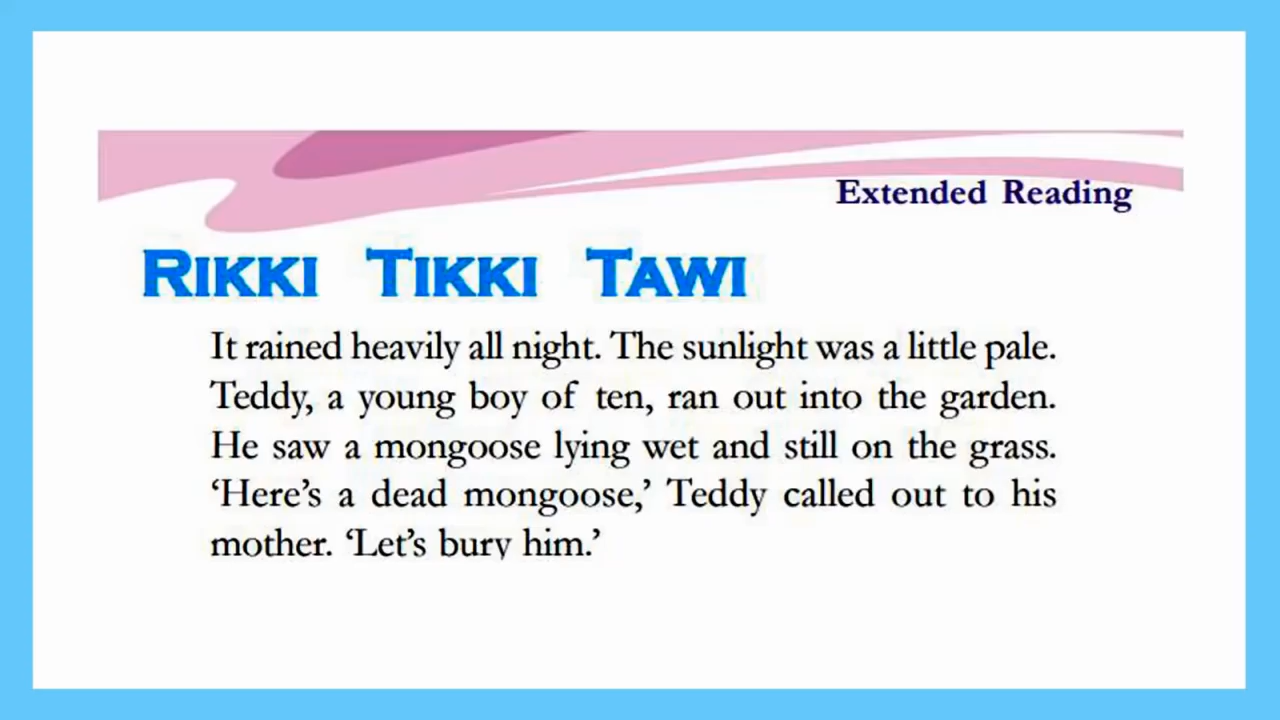 Extended Reading
RIKKI TIKKI TAWI
It rained heavily all night. The sunlight was a little pale.
Teddy, a young boy of ten, ran out into the garden.
He saw a mongoose lying wet and still on the grass.
‘Here’s a dead mongoose,’ Teddy called out to his
mother. ‘Let’s bury him.’